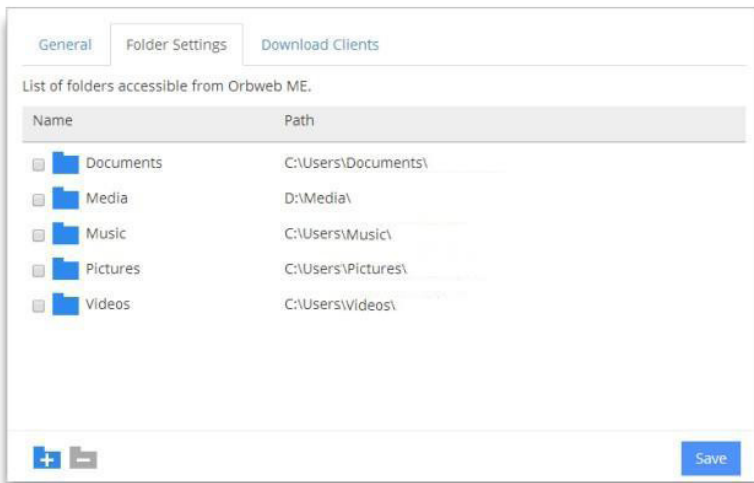 General Folder Settings Download Clients
List of folders accessible from Orbweb ME.
Name Path
Documents C:\Users\Documents\
Media D:\Media\
Music C:\Users\Music\
Pictures C:\Users\Pictures\
Videos C:\Users\Videos\
Save